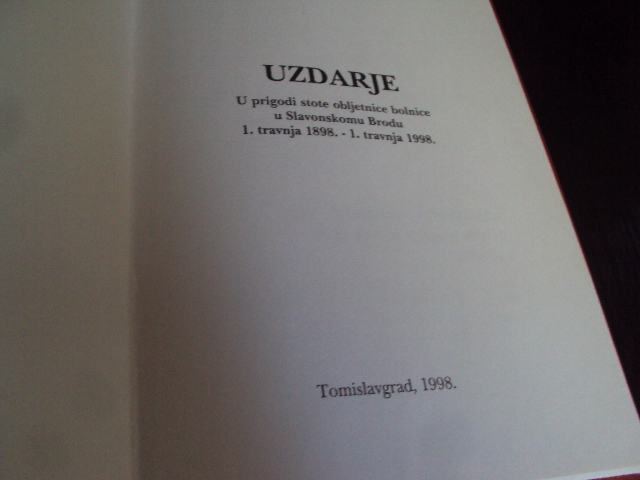 UZDARJE
U prigodi stote obljetnice bolnice
u Slavonskomu Brodu
1. travnja 1898. - 1. travnja 1998.
Tomislavgrad, 1998.